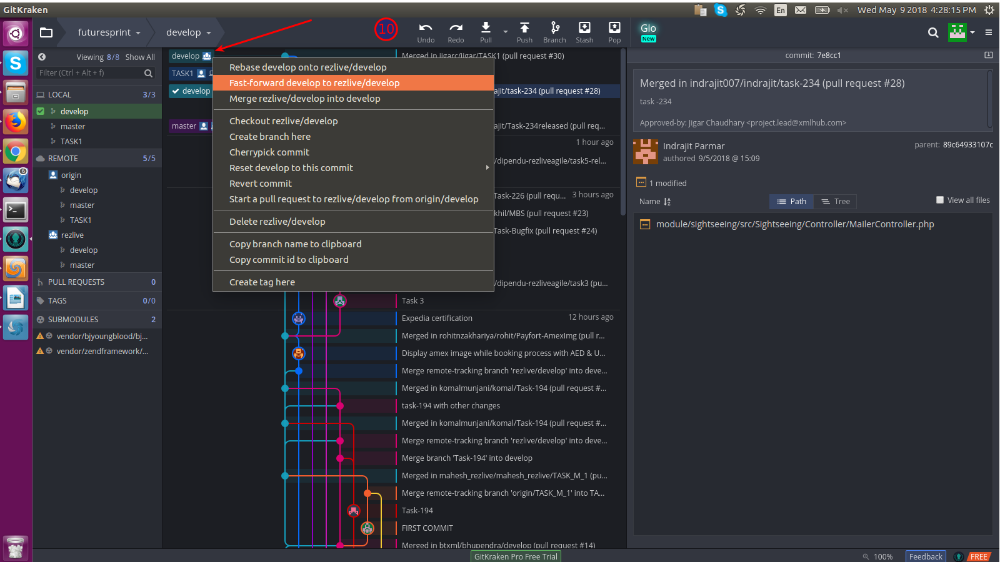 GitKraken
En
Wed May 9 2018 4:28:15 PM
futuresprint
develop
10
Undo
Redo
Pull
Push
Branch
Stash
Pop
Glo
New
Viewing 8/8 Show All
Filter (Ctrl + Alt + f)
LOCAL 3/3
develop
master
TASK1
REMOTE 5/5
origin
develop
master
TASK1
rezlive
develop
master
PULL REQUESTS 0
TAGS 0/0
SUBMODULES 2
vendor/bjyoungblood/bj...
vendor/zendframework/...
6
develop
TASK1
develop
master
Rebase develop onto rezlive/develop
Fast-forward develop to rezlive/develop
Merge rezlive/develop into develop
Checkout rezlive/develop
Create branch here
Cherrypick commit
Reset develop to this commit
Revert commit
Start a pull request to rezlive/develop from origin/develop
Delete rezlive/develop
Copy branch name to clipboard
Copy commit id to clipboard
Create tag here
Merged in jigarc/jigar/TASK1 (pull request #30)
ajit/task-234 (pull request #28)
ajit/Task-234released (pull req...
1 hour ago
/dipendu-rezliveagile/task5-rel...
Task-226 (pull requ... 3 hours ago
khil/MBS (pull request #23)
Task-Bugfix (pull request #24)
/dipendu-rezliveagile/task3 (pu...
Task 3
Expedia certification 12 hours ago
Merged in rohitnzakhariya/rohit/Payfort-AmexImg (pull r...
Display amex image while booking process with AED & U...
Merge remote-tracking branch 'rezlive/develop' into deve...
Merged in komalmunjani/komal/Task-194 (pull request #...
task-194 with other changes
Merged in komalmunjani/komal/Task-194 (pull request #...
Merge remote-tracking branch 'rezlive/develop' into deve...
Merge branch 'Task-194' into develop
Merged in mahesh_rezlive/mahesh_rezlive/TASK_M_1 (pu...
Merge remote-tracking branch 'origin/TASK_M_1' into TA...
Task-194
FIRST COMMIT
Merged in btxml/bhupendra/develop (pull request #14)
commit: 7e8cc1
Merged in indrajit007/indrajit/task-234 (pull request #28)
task -234
Approved-by: Jigar Chaudhary <project.lead@xmlhub.com>
Indrajit Parmar
authored 9/5/2018 @ 15:09
parent: 89c64933107c
1 modified
Name
Path
Tree
View all files
module/sightseeing/src/Sightseeing/Controller/MailerController.php
GitKraken Pro Free Trial
100%
Feedback
FREE